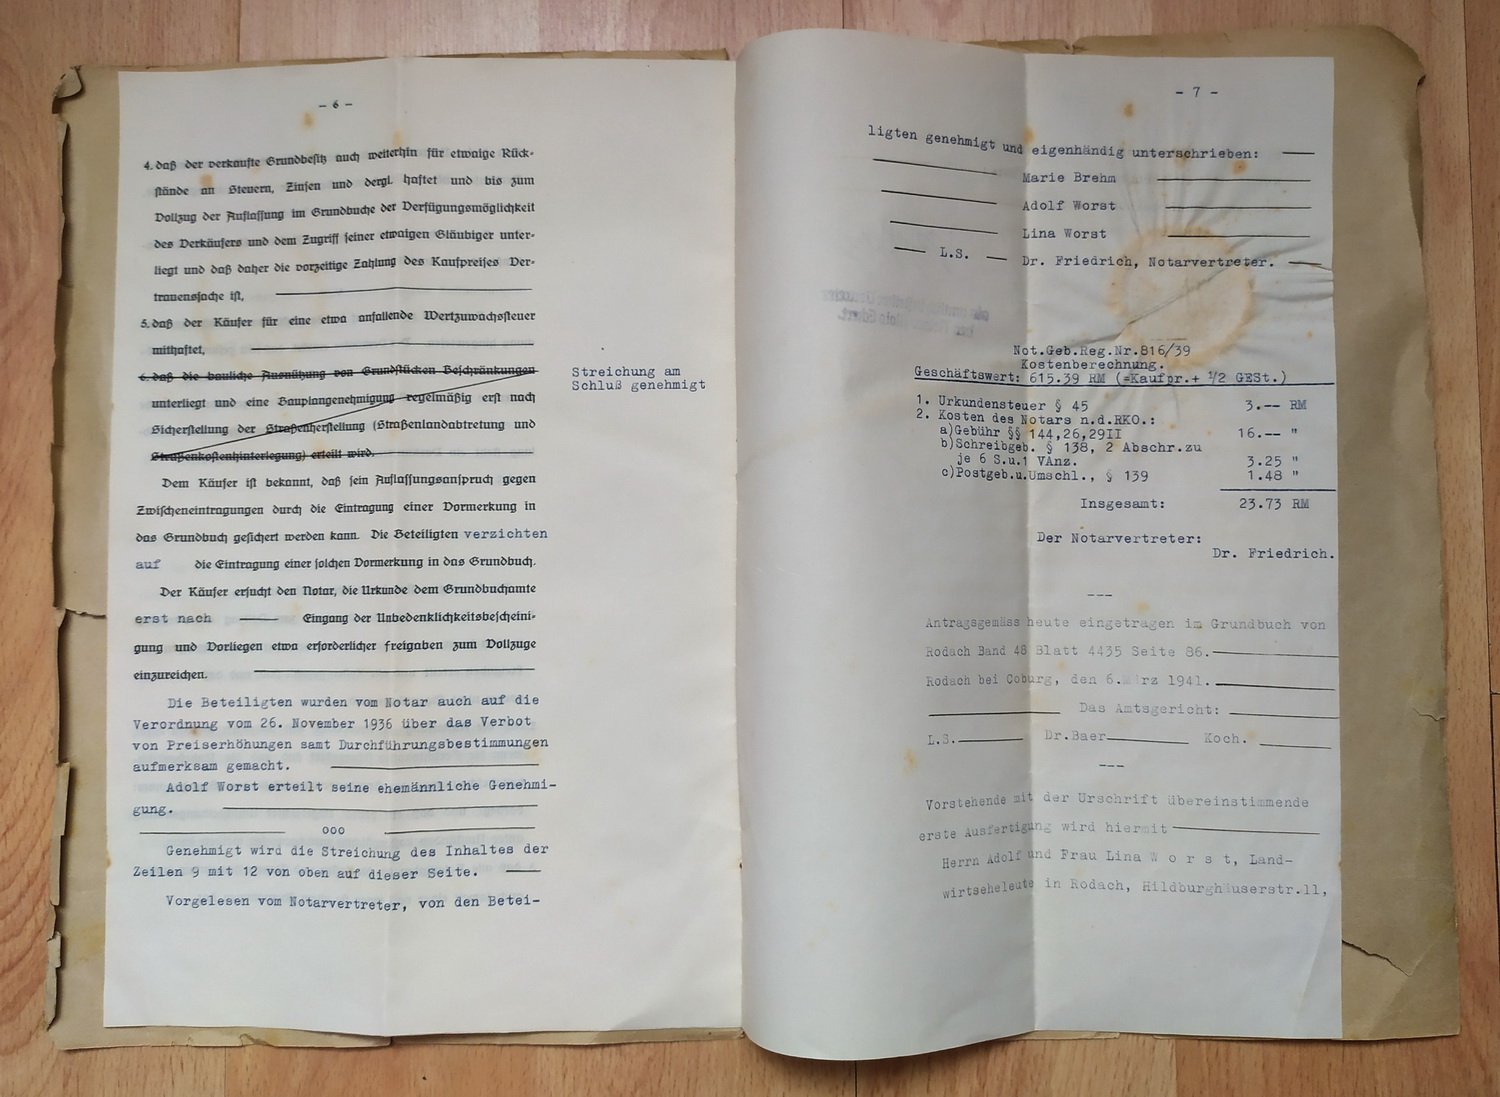 - 6 -
4. daß der verkaufte Grundbesitz auch weiterhin für etwaige Rück-
stände an Steuern, Zinsen und dergl. haftet und bis zum
Vollzug der Auflassung im Grundbuche der Verfügungsmöglichkeit
des Verkäufers und dem Zugriff seiner etwaigen Gläubiger unter-
liegt und daß daher die vorzeitige Zahlung des Kaufpreises Ver-
trauenssache ist,
5. daß der Käufer für eine etwa anfallende Wertzuwachssteuer
mithaftet,
6. daß die bauliche Ausnützung von Grundstücken Beschränkungen
unterliegt und eine Bauplangenehmigung regelmäßig erst nach
Sicherstellung der Straßenherstellung (Straßenlandabtretung und
Straßenkostenhinterlegung) erteilt wird.
Streichung am
Schluß genehmigt
Dem Käufer ist bekannt, daß sein Auflassungsanspruch gegen
Zwischeneintragungen durch die Eintragung einer Vormerkung in
das Grundbuch gesichert werden kann. Die Beteiligten verzichten
auf die Eintragung einer solchen Vormerkung in das Grundbuch.
Der Käufer ersucht den Notar, die Urkunde dem Grundbuchamte
erst nach Eingang der Unbedenklichkeitsbescheini-
gung und Vorliegen etwa erforderlicher Freigaben zum Vollzuge
einzureichen.
Die Beteiligten wurden vom Notar auch auf die
Verordnung vom 26. November 1936 über das Verbot
von Preiserhöhungen samt Durchführungsbestimmungen
aufmerksam gemacht.
Adolf Worst erteilt seine ehemännliche Genehmi-
gung.
ooo
Genehmigt wird die Streichung des Inhaltes der
Zeilen 9 mit 12 von oben auf dieser Seite.
Vorgelesen vom Notarvertreter, von den Betei-
- 7 -
ligten genehmigt und eigenhändig unterschrieben:
Marie Brehm
Adolf Worst
Lina Worst
L.S. Dr. Friedrich, Notarvertreter.
Not.Geb.Reg.Nr.816/39
Kostenberechnung.
Geschäftswert: 615.39 RM (=Kaufpr.+ 1/2 GESt.)
1. Urkundensteuer § 45 3.-- RM
2. Kosten des Notars n.d.RKO.:
a)Gebühr §§ 144,26,29II 16.-- "
b)Schreibgeb. § 138, 2 Abschr.zu
je 6 S.u.1 VAnz. 3.25 "
c)Postgeb.u.Umschl., § 139 1.48 "
Insgesamt: 23.73 RM
Der Notarvertreter:
Dr. Friedrich.
---
Antragsgemäss heute eingetragen im Grundbuch von
Rodach Band 48 Blatt 4435 Seite 86.
Rodach bei Coburg, den 6.März 1941.
Das Amtsgericht:
L.S. Dr.Baer Koch.
---
Vorstehende mit der Urschrift übereinstimmende
erste Ausfertigung wird hiermit
Herrn Adolf und Frau Lina W o r s t, Land-
wirtseheleute in Rodach, Hildburghäuserstr.11,